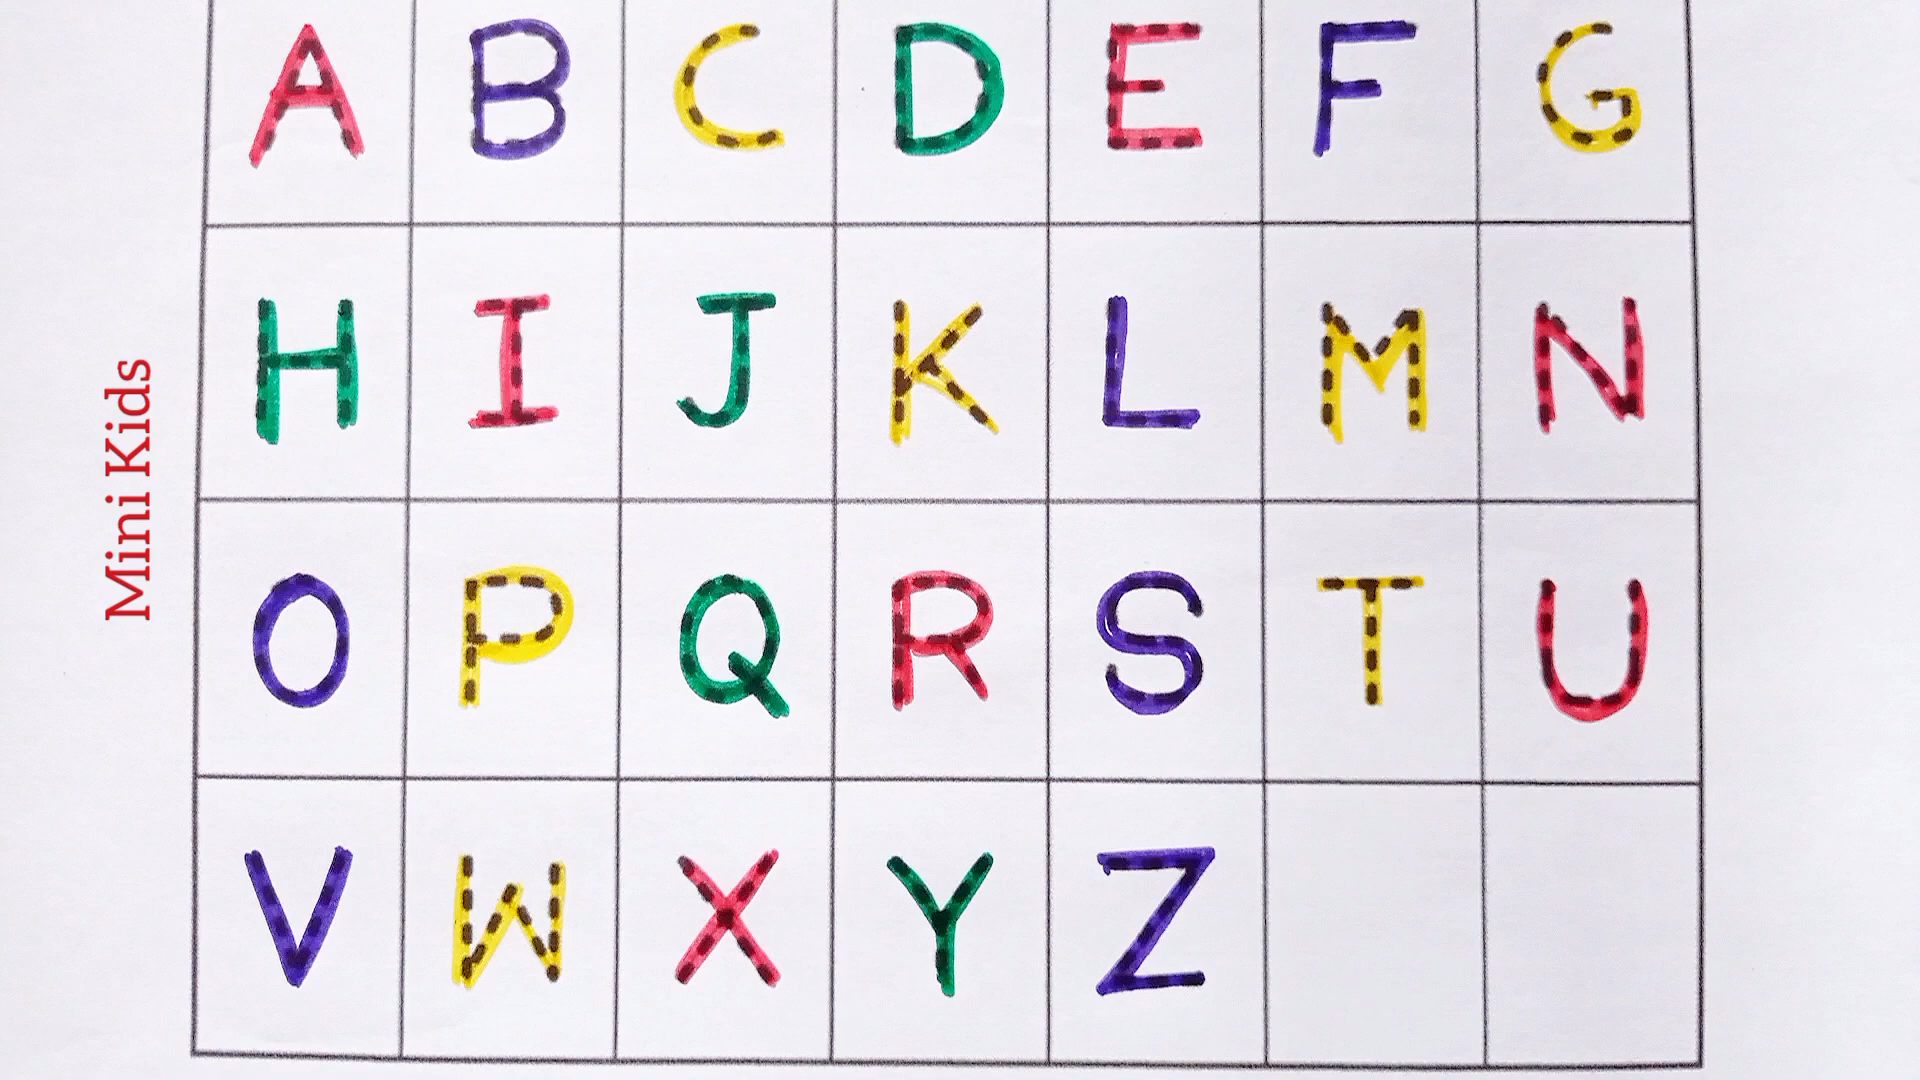 A B C D E F G
H I J K L M N
O P Q R S T U
V W X Y Z
Mini Kids